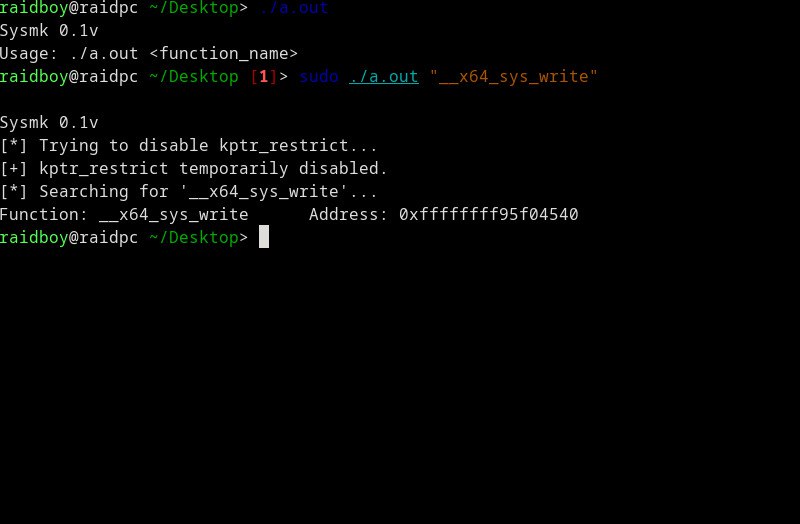 raidboy@raidpc ~/Desktop> ./a.out
Sysmk 0.1v
Usage: ./a.out <function_name>
raidboy@raidpc ~/Desktop [1]> sudo ./a.out "__x64_sys_write"
Sysmk 0.1v
[*] Trying to disable kptr_restrict...
[+] kptr_restrict temporarily disabled.
[*] Searching for '__x64_sys_write'...
Function: __x64_sys_write      Address: 0xffffffff95f04540
raidboy@raidpc ~/Desktop>